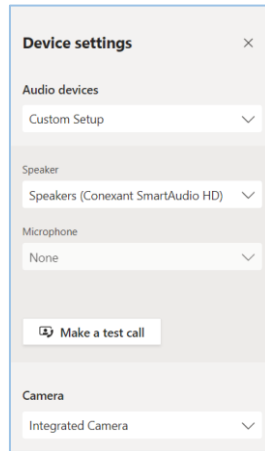 Device settings
Audio devices
Custom Setup
Speaker
Speakers (Conexant SmartAudio HD)
Microphone
None
Make a test call
Camera
Integrated Camera